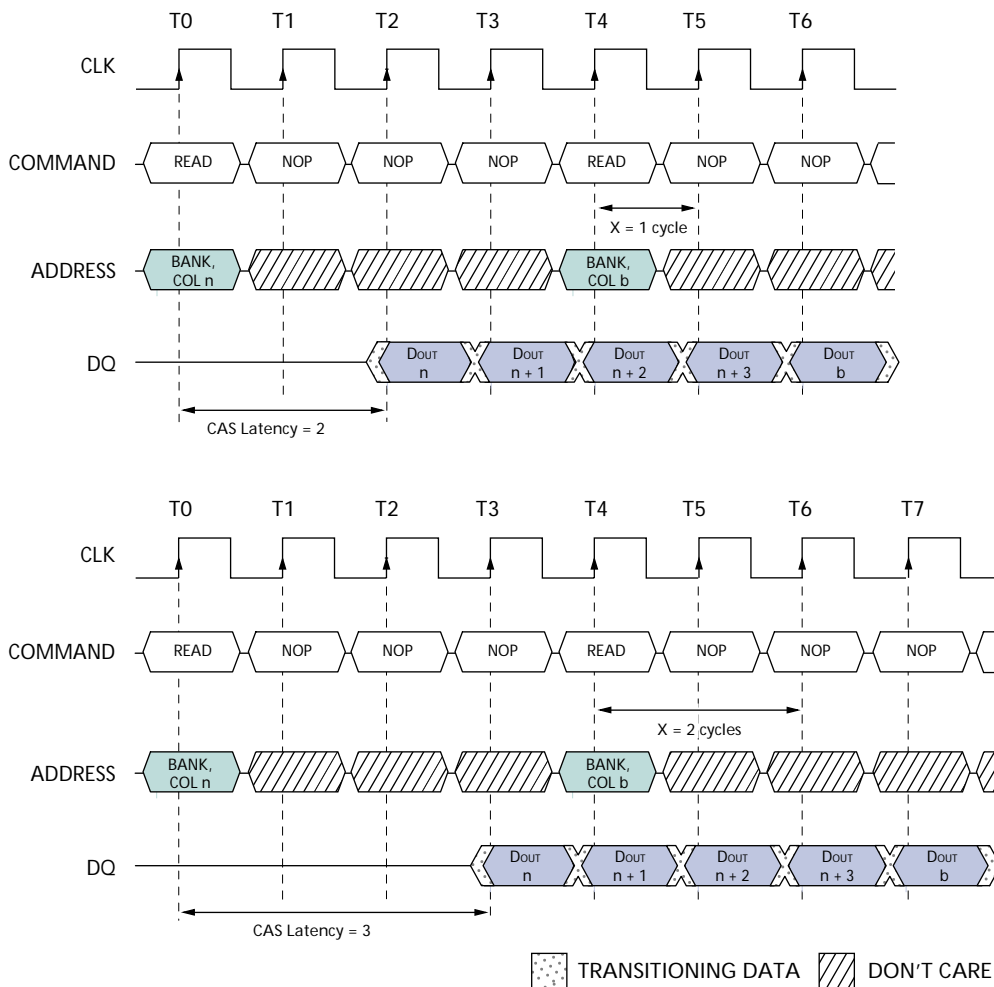 T0 T1 T2 T3 T4 T5 T6
CLK
COMMAND READ NOP NOP NOP READ NOP NOP
X = 1 cycle
ADDRESS BANK, COL n BANK, COL b
DQ DOUT n DOUT n + 1 DOUT n + 2 DOUT n + 3 DOUT b
CAS Latency = 2
T0 T1 T2 T3 T4 T5 T6 T7
CLK
COMMAND READ NOP NOP NOP READ NOP NOP NOP
X = 2 cycles
ADDRESS BANK, COL n BANK, COL b
DQ DOUT n DOUT n + 1 DOUT n + 2 DOUT n + 3 DOUT b
CAS Latency = 3
TRANSITIONING DATA DON'T CARE